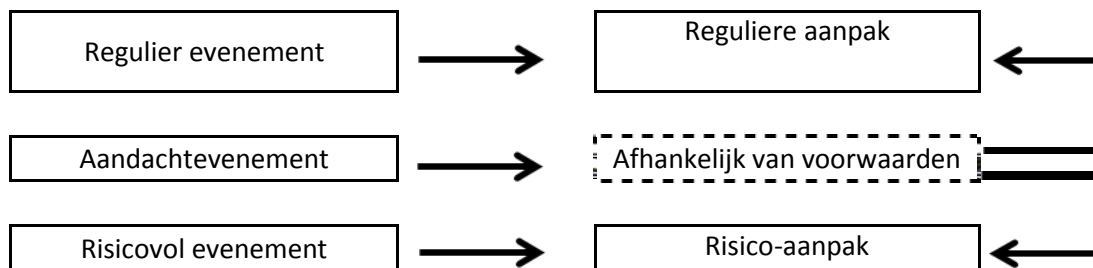 Regulier evenement
Reguliere aanpak
Aandachtevenement
Afhankelijk van voorwaarden
Risicovol evenement
Risico-aanpak